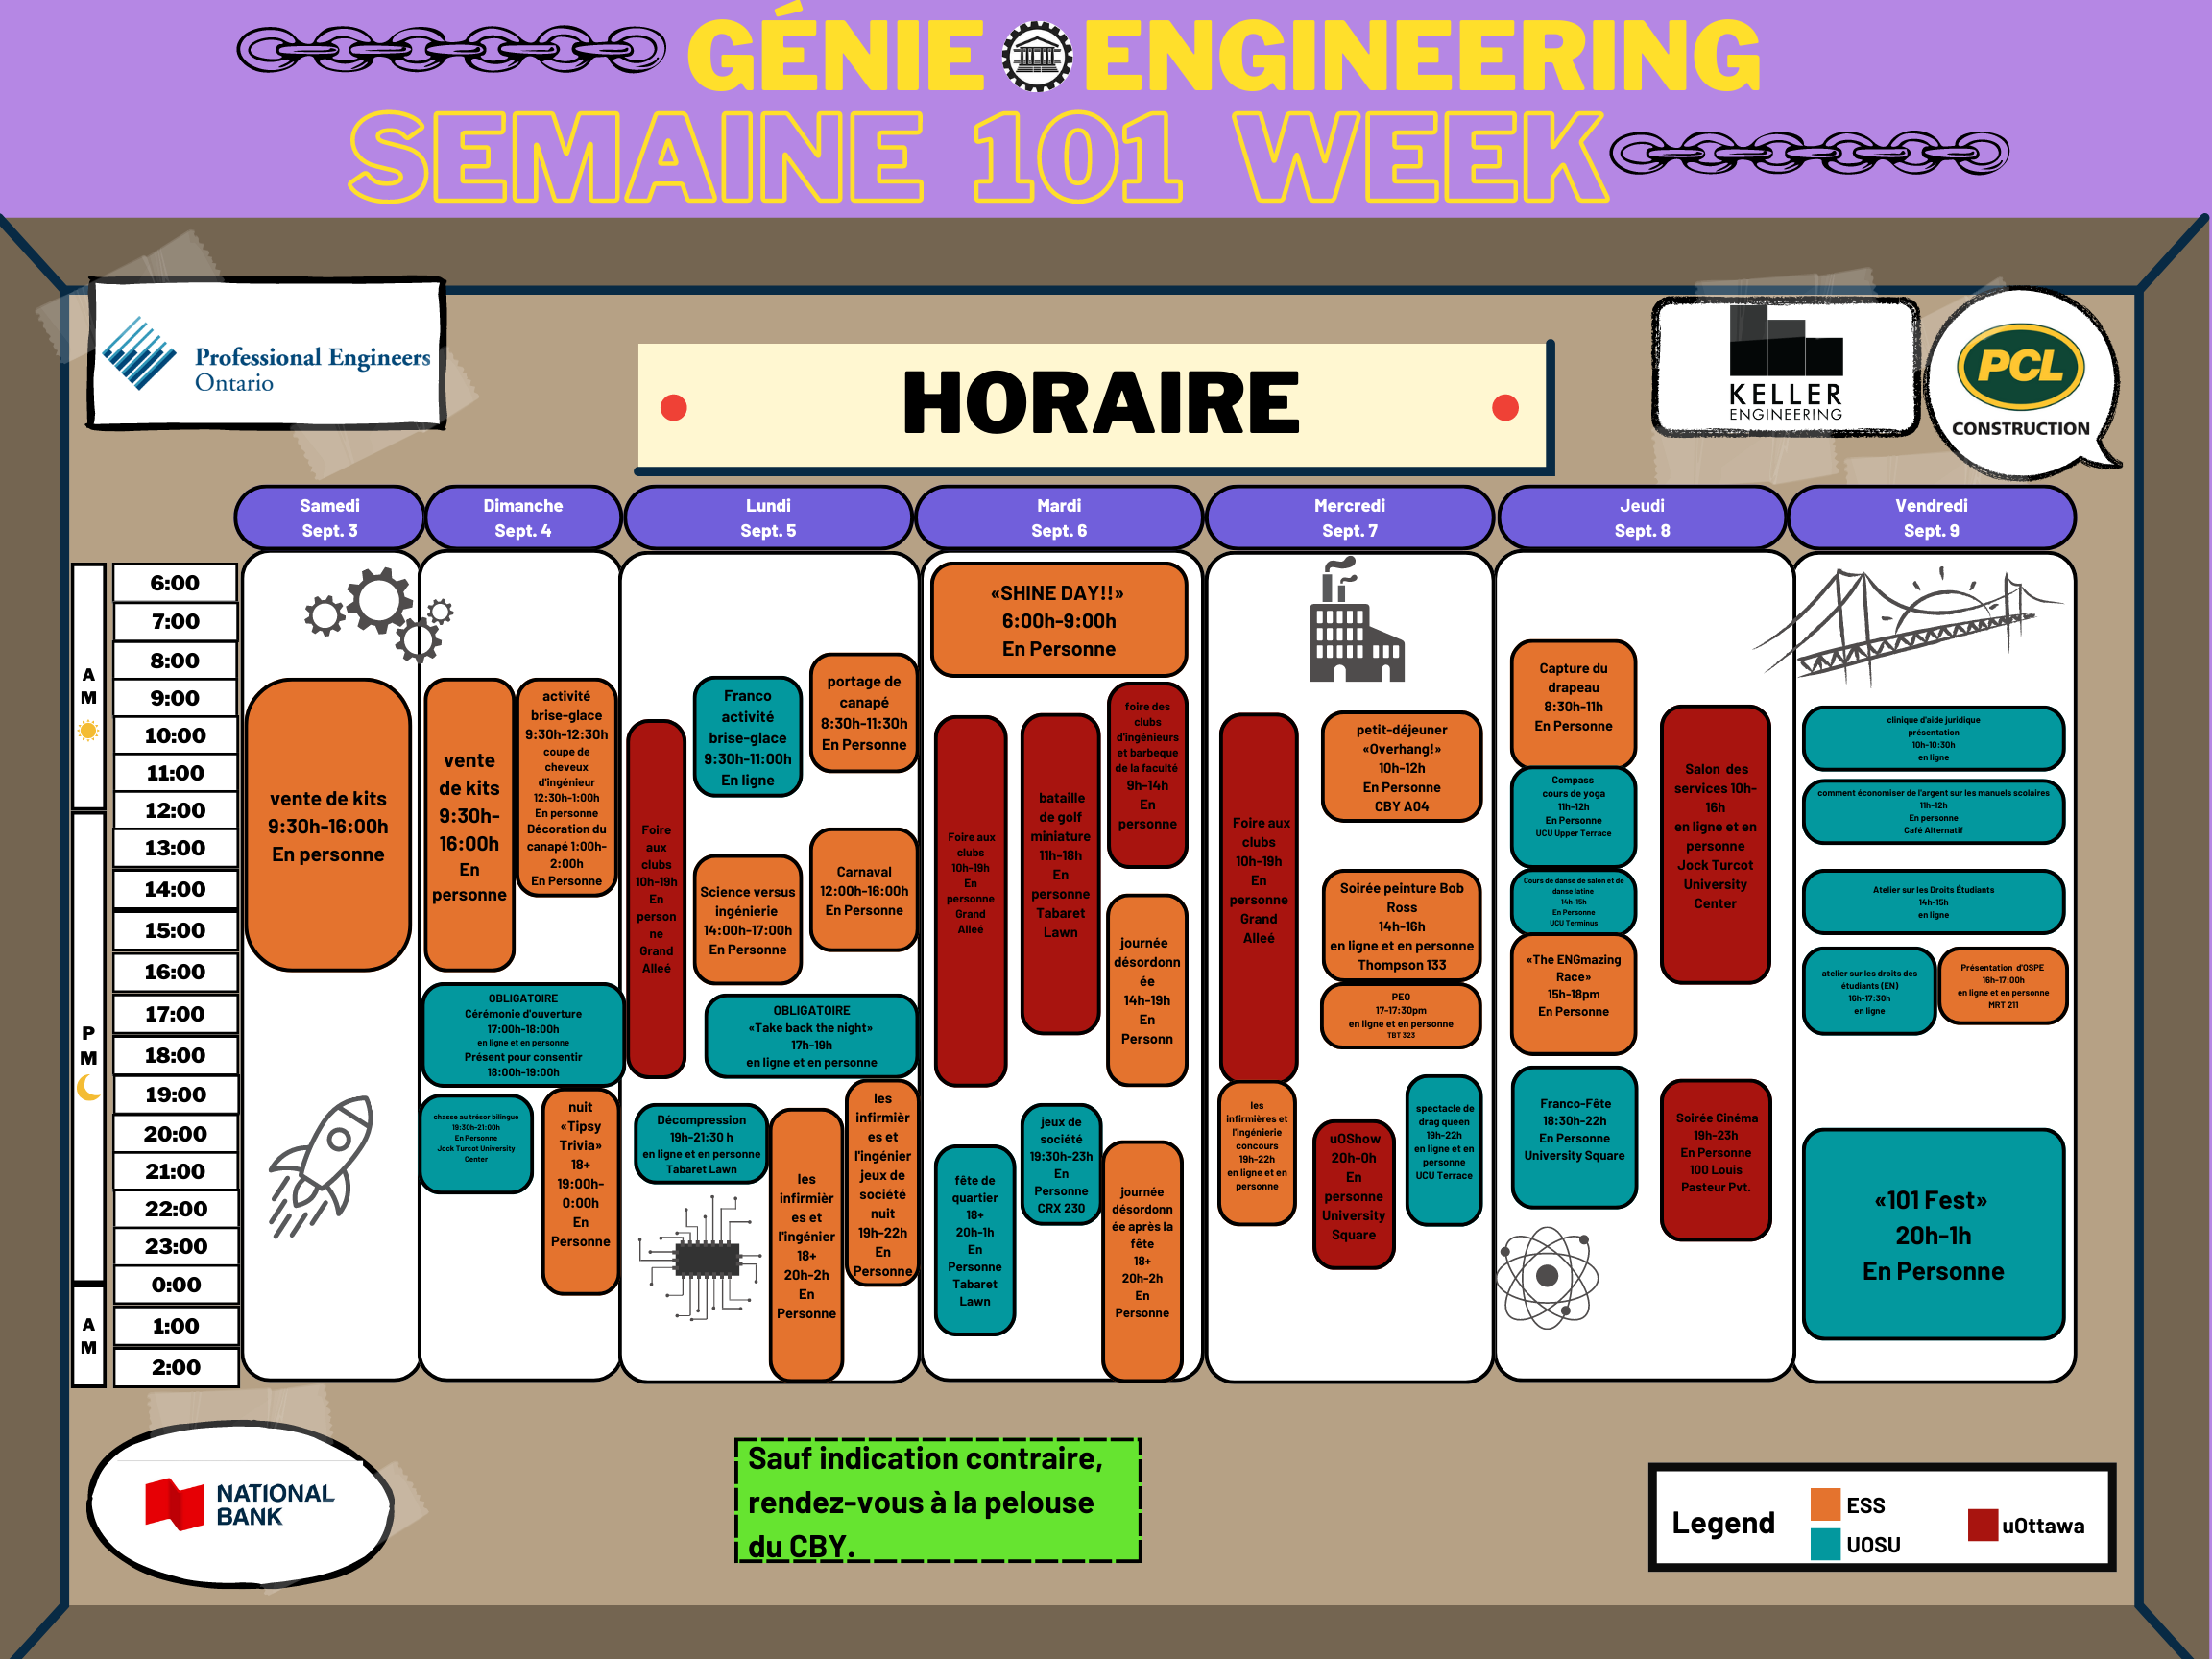 GÉNIE ENGINEERING
SEMAINE 101 WEEK
Professional Engineers
Ontario
HORAIRE
KELLER
ENGINEERING
PCL
CONSTRUCTION
Samedi
Sept. 3
Dimanche
Sept. 4
Lundi
Sept. 5
Mardi
Sept. 6
Mercredi
Sept. 7
Jeudi
Sept. 8
Vendredi
Sept. 9
A
M
P
M
A
M
6:00
7:00
8:00
9:00
10:00
11:00
12:00
13:00
14:00
15:00
16:00
17:00
18:00
19:00
20:00
21:00
22:00
23:00
0:00
1:00
2:00
vente de kits
9:30h-16:00h
En personne
vente
de kits
9:30h-
16:00h
En
personne
activité
brise-glace
9:30h-12:30h
coupe de
cheveux
d'ingénieur
12:30h-1:00h
En personne
Décoration du
canapé 1:00h-
2:00h
En Personne
OBLIGATOIRE
Cérémonie d'ouverture
17:00h-18:00h
en ligne et en personne
Présent pour consentir
18:00h-19:00h
chasse au trésor bilingue
19:30h-21:00h
En Personne
Jock Turcot University
Center
nuit
«Tipsy
Trivia»
18+
19:00h-
0:00h
En
Personne
Foire
aux
clubs
10h-19h
En
person
ne
Grand
Alleé
Franco
activité
brise-glace
9:30h-11:00h
En ligne
portage de
canapé
8:30h-11:30h
En Personne
Science versus
ingénierie
14:00h-17:00h
En Personne
Carnaval
12:00h-16:00h
En Personne
OBLIGATOIRE
«Take back the night»
17h-19h
en ligne et en personne
Décompression
19h-21:30 h
en ligne et en personne
Tabaret Lawn
les
infirmièr
es et
l'ingénier
18+
20h-2h
En
Personne
les
infirmièr
es et
l'ingénier
jeux de
société
nuit
19h-22h
En
Personne
«SHINE DAY!!»
6:00h-9:00h
En Personne
Foire aux
clubs
10h-19h
En
personne
Grand
Alleé
bataille
de golf
miniature
11h-18h
En
personne
Tabaret
Lawn
foire des
clubs
d'ingénieurs
et barbeque
de la faculté
9h-14h
En
personne
journée
désordonn
ée
14h-19h
En
Personn
fête de
quartier
18+
20h-1h
En
Personne
Tabaret
Lawn
jeux de
société
19:30h-23h
En
Personne
CRX 230
journée
désordonn
ée après la
fête
18+
20h-2h
En
Personne
Foire aux
clubs
10h-19h
En
personne
Grand
Alleé
petit-déjeuner
«Overhang!»
10h-12h
En Personne
CBY A04
Soirée peinture Bob
Ross
14h-16h
en ligne et en personne
Thompson 133
PEO
17-17:30pm
en ligne et en personne
TBT 323
les
infirmières et
l'ingénierie
concours
19h-22h
en ligne et en
personne
uOShow
20h-0h
En
personne
University
Square
spectacle de
drag queen
19h-22h
en ligne et en
personne
UCU Terrace
Capture du
drapeau
8:30h-11h
En Personne
Compass
cours de yoga
11h-12h
En Personne
UCU Upper Terrace
Cours de danse de salon et de
danse latine
14h-15h
En Personne
UCU Terminus
«The ENGmazing
Race»
15h-18pm
En Personne
Salon des
services 10h-
16h
en ligne et en
personne
Jock Turcot
University
Center
Franco-Fête
18:30h-22h
En Personne
University Square
Soirée Cinéma
19h-23h
En Personne
100 Louis
Pasteur Pvt.
clinique d'aide juridique
présentation
10h-10:30h
en ligne
comment économiser de l'argent sur les manuels scolaires
11h-12h
En personne
Café Alternatif
Atelier sur les Droits Étudiants
14h-15h
en ligne
atelier sur les droits des
étudiants (EN)
16h-17:30h
en ligne
Présentation d'OSPE
16h-17:00h
en ligne et en personne
MRT 211
«101 Fest»
20h-1h
En Personne
NATIONAL
BANK
Sauf indication contraire,
rendez-vous à la pelouse
du CBY.
Legend
ESS
UOSU
uOttawa